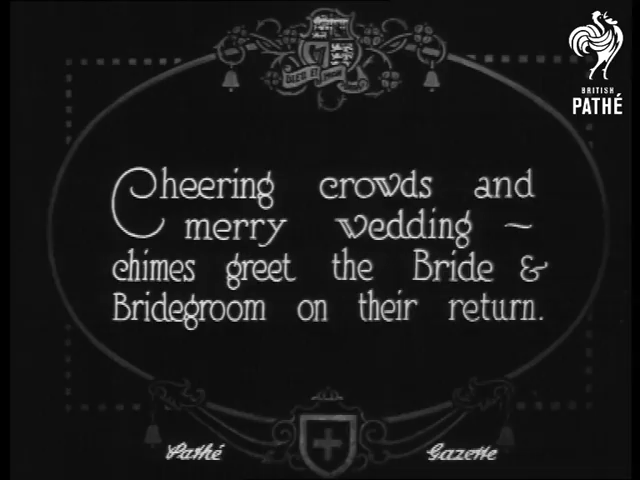 BRITISH
PATHÉ
Cheering crowds and
merry wedding ~
chimes greet the Bride &
Bridegroom on their return.
Pathé Gazette